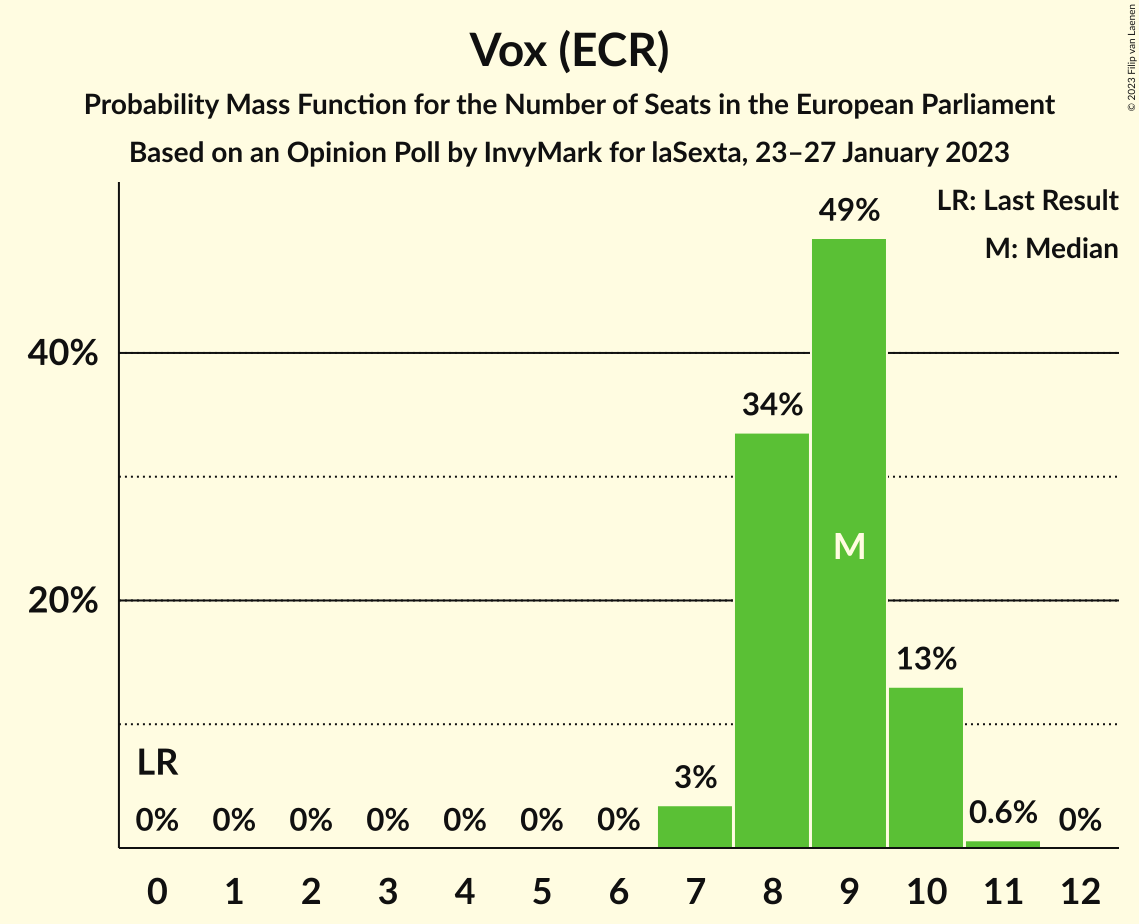 Vox (ECR)
Probability Mass Function for the Number of Seats in the European Parliament
Based on an Opinion Poll by InvyMark for laSexta, 23–27 January 2023
© 2023 Filip van Laenen
LR: Last Result
M: Median
49%
40%
34%
M
20%
13%
LR
3%
0% 0% 0% 0% 0% 0% 0% 0.6% 0%
0 1 2 3 4 5 6 7 8 9 10 11 12